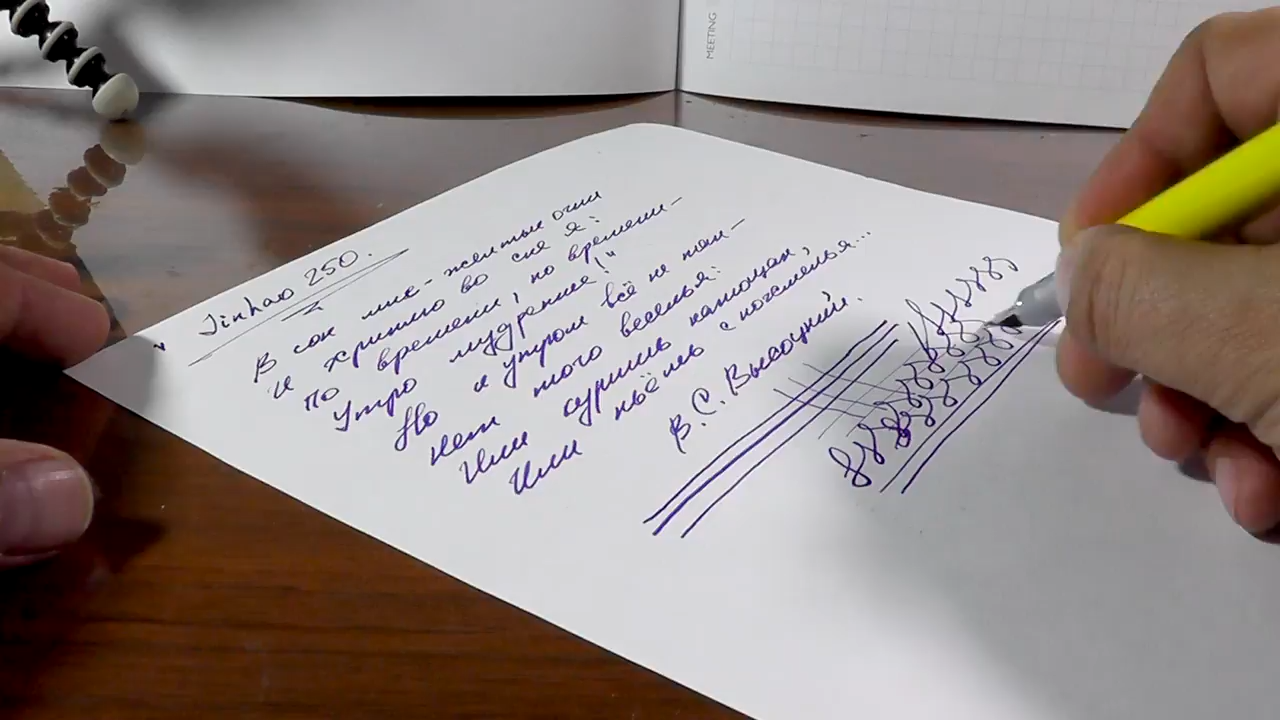 MEETING
Jinhao 250.
В сон мне - желтые огни
И хриплю во сне я:
По времени, по времени -
Утро мудренее!"
Но и утром всё не так -
Нет того веселья:
Или куришь натощак,
Или пьёшь с похмелья...
В. С. Высоцкий.